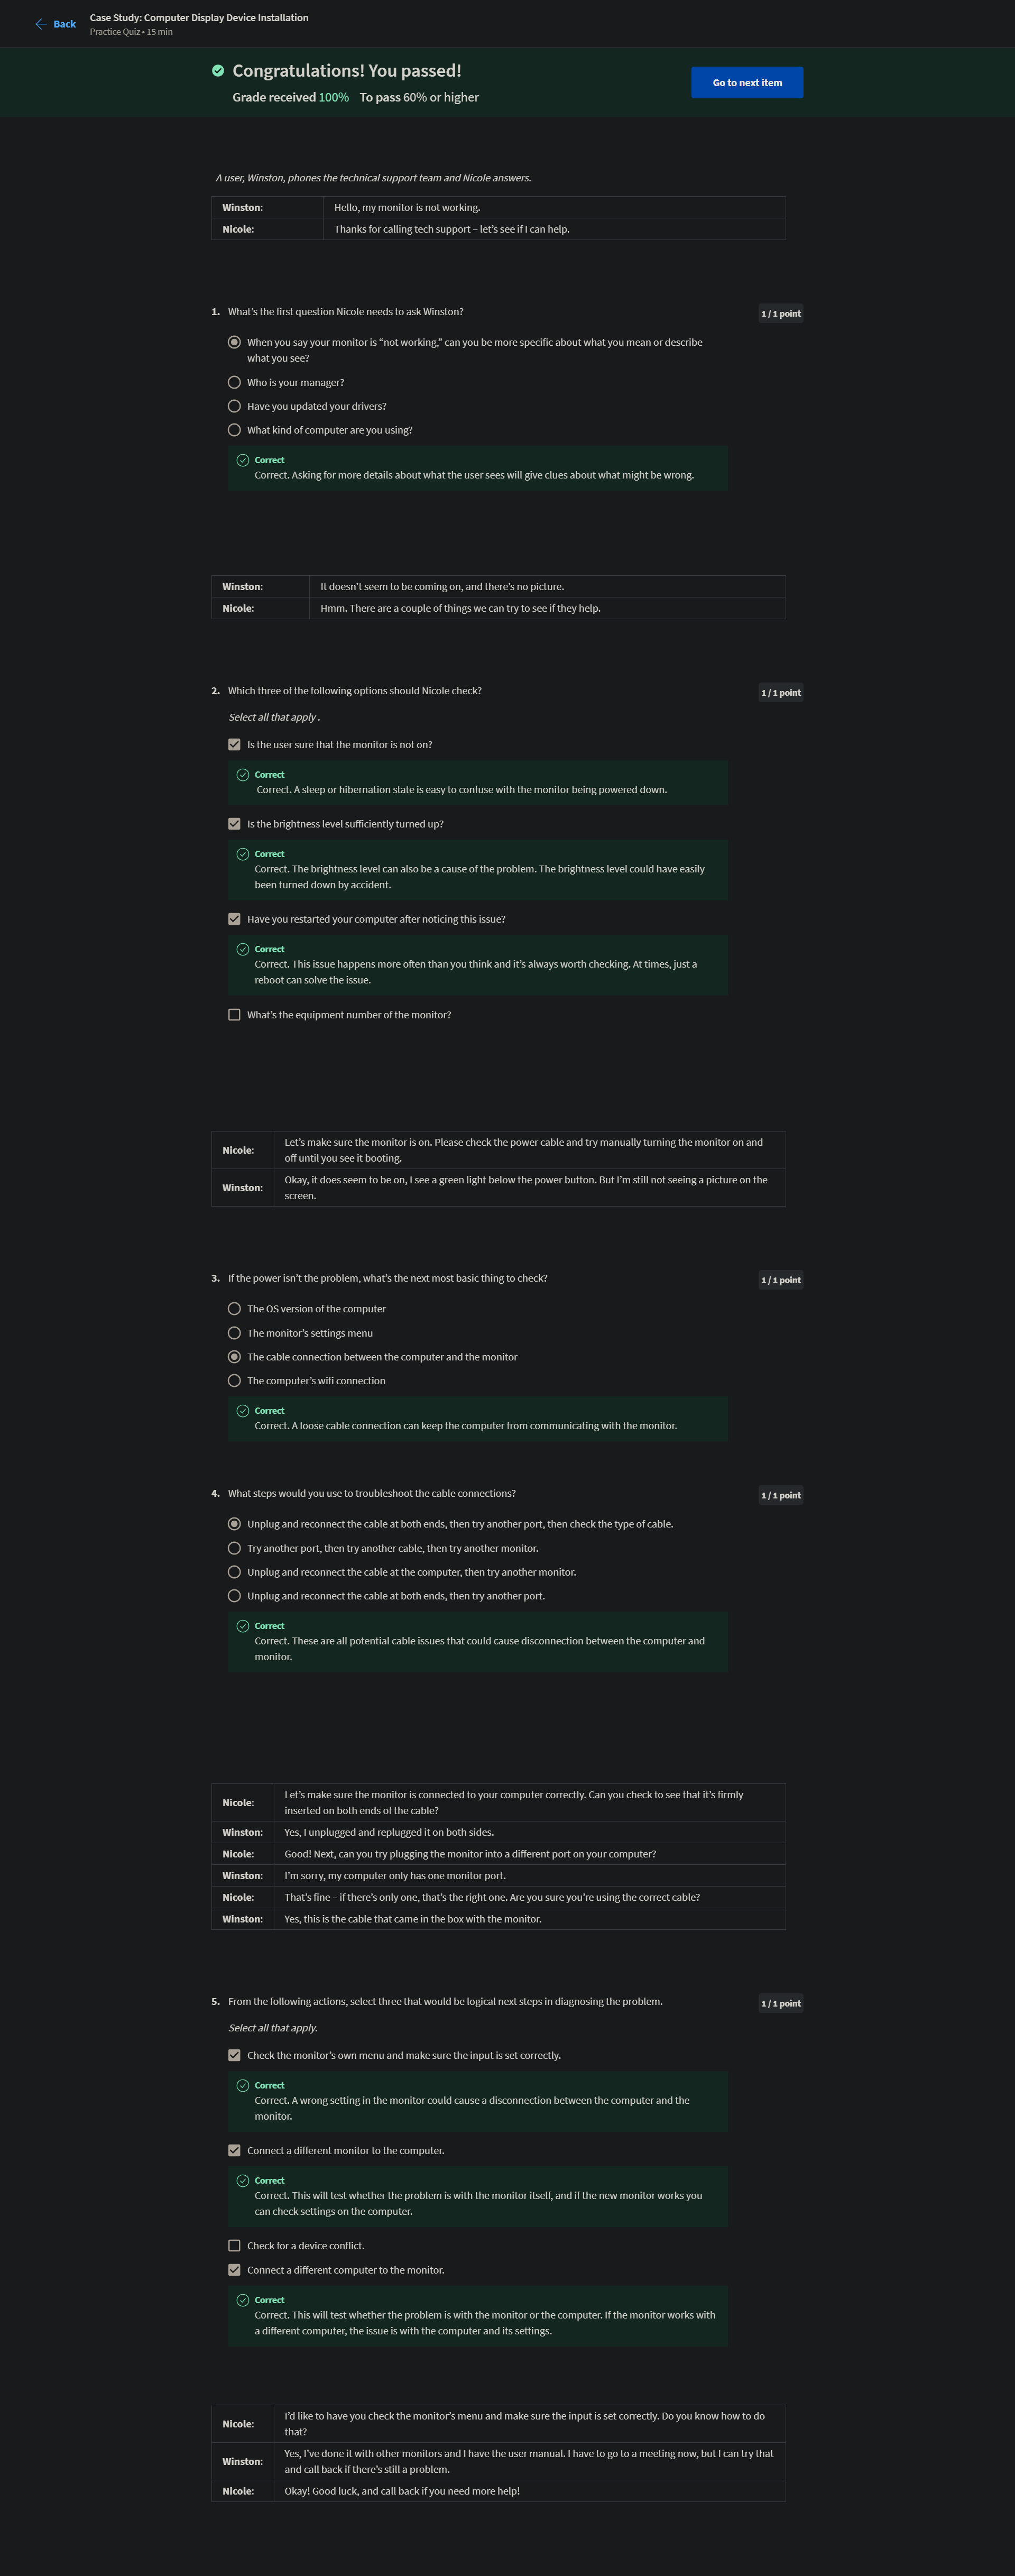 Back
Case Study: Computer Display Device Installation
Practice Quiz • 15 min
Congratulations! You passed!
Grade received 100% To pass 60% or higher
Go to next item
A user, Winston, phones the technical support team and Nicole answers.
Winston: Hello, my monitor is not working.
Nicole: Thanks for calling tech support – let’s see if I can help.
1. What’s the first question Nicole needs to ask Winston?
1 / 1 point
When you say your monitor is “not working,” can you be more specific about what you mean or describe
what you see?
Who is your manager?
Have you updated your drivers?
What kind of computer are you using?
Correct
Correct. Asking for more details about what the user sees will give clues about what might be wrong.
Winston: It doesn’t seem to be coming on, and there’s no picture.
Nicole: Hmm. There are a couple of things we can try to see if they help.
2. Which three of the following options should Nicole check?
1 / 1 point
Select all that apply .
Is the user sure that the monitor is not on?
Correct
Correct. A sleep or hibernation state is easy to confuse with the monitor being powered down.
Is the brightness level sufficiently turned up?
Correct
Correct. The brightness level can also be a cause of the problem. The brightness level could have easily
been turned down by accident.
Have you restarted your computer after noticing this issue?
Correct
Correct. This issue happens more often than you think and it’s always worth checking. At times, just a
reboot can solve the issue.
What’s the equipment number of the monitor?
Nicole: Let’s make sure the monitor is on. Please check the power cable and try manually turning the monitor on and
off until you see it booting.
Winston: Okay, it does seem to be on, I see a green light below the power button. But I’m still not seeing a picture on the
screen.
3. If the power isn’t the problem, what’s the next most basic thing to check?
1 / 1 point
The OS version of the computer
The monitor’s settings menu
The cable connection between the computer and the monitor
The computer’s wifi connection
Correct
Correct. A loose cable connection can keep the computer from communicating with the monitor.
4. What steps would you use to troubleshoot the cable connections?
1 / 1 point
Unplug and reconnect the cable at both ends, then try another port, then check the type of cable.
Try another port, then try another cable, then try another monitor.
Unplug and reconnect the cable at the computer, then try another monitor.
Unplug and reconnect the cable at both ends, then try another port.
Correct
Correct. These are all potential cable issues that could cause disconnection between the computer and
monitor.
Nicole: Let’s make sure the monitor is connected to your computer correctly. Can you check to see that it’s firmly
inserted on both ends of the cable?
Winston: Yes, I unplugged and replugged it on both sides.
Nicole: Good! Next, can you try plugging the monitor into a different port on your computer?
Winston: I’m sorry, my computer only has one monitor port.
Nicole: That’s fine – if there’s only one, that’s the right one. Are you sure you’re using the correct cable?
Winston: Yes, this is the cable that came in the box with the monitor.
5. From the following actions, select three that would be logical next steps in diagnosing the problem.
1 / 1 point
Select all that apply.
Check the monitor’s own menu and make sure the input is set correctly.
Correct
Correct. A wrong setting in the monitor could cause a disconnection between the computer and the
monitor.
Connect a different monitor to the computer.
Correct
Correct. This will test whether the problem is with the monitor itself, and if the new monitor works you
can check settings on the computer.
Check for a device conflict.
Connect a different computer to the monitor.
Correct
Correct. This will test whether the problem is with the monitor or the computer. If the monitor works with
a different computer, the issue is with the computer and its settings.
Nicole: I’d like to have you check the monitor’s menu and make sure the input is set correctly. Do you know how to do
that?
Winston: Yes, I’ve done it with other monitors and I have the user manual. I have to go to a meeting now, but I can try that
and call back if there’s still a problem.
Nicole: Okay! Good luck, and call back if you need more help!